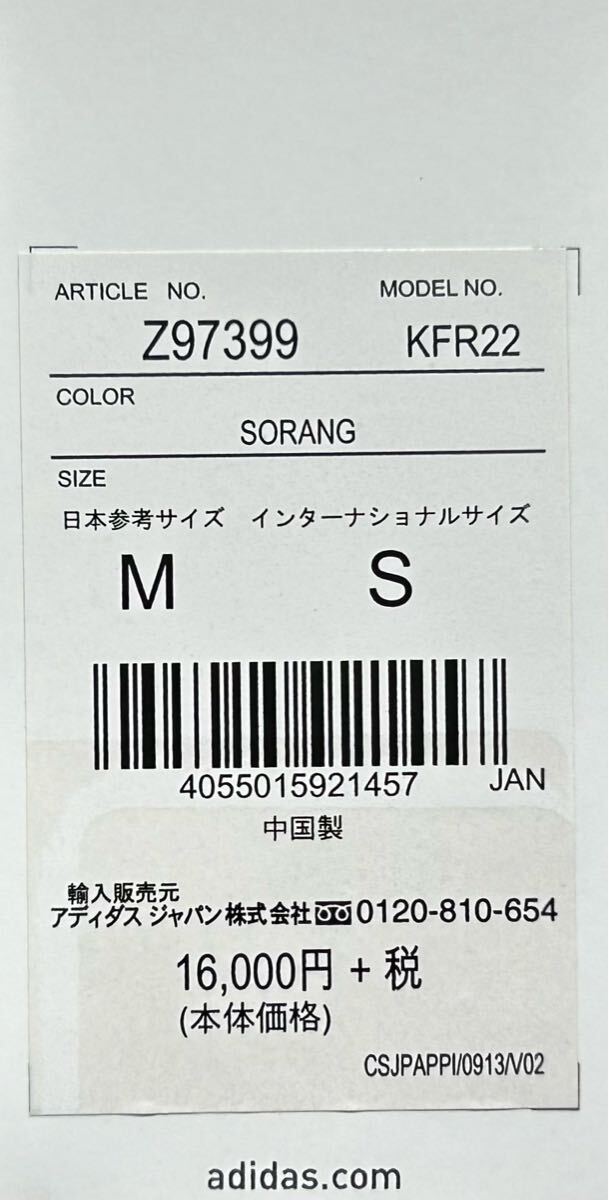 ARTICLE NO. MODEL NO.
Z97399 KFR22
COLOR
SORANG
SIZE
日本参考サイズ インターナショナルサイズ
M S
4055015921457 JAN
中国製
輸入販売元
アディダス ジャパン株式会社 0120-810-654
16,000円 + 税
(本体価格)
CSJPAPPI/0913/V02
adidas.com